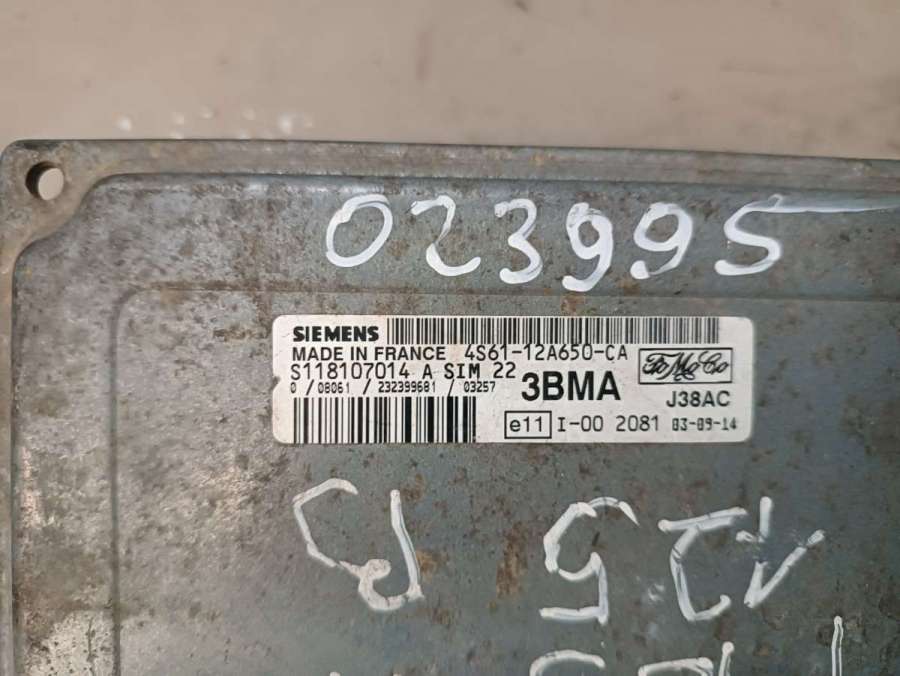 023995
SIEMENS
MADE IN FRANCE 4S61-12A650-CA
S118107014 A SIM 22
0 / 08061 / 232399681 / 03257
3BMA
FoMoCo
J38AC
e11 I-00 2081 03-09-14